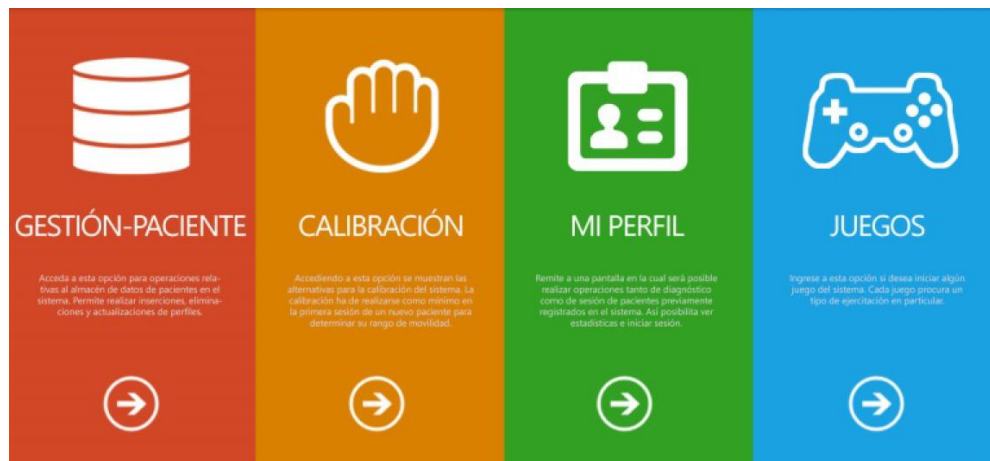 GESTIÓN-PACIENTE
Acceda a esta opción para operaciones rela-
tivas al almacén de datos de pacientes en el
sistema. Permite realizar inserciones, elimina-
ciones y actualizaciones de perfiles.
CALIBRACIÓN
Accediendo a esta opción se muestran las
alternativas para la calibración del sistema. La
calibración ha de realizarse como mínimo en
la primera sesión de un nuevo paciente para
determinar su rango de movilidad.
MI PERFIL
Remite a una pantalla en la cual será posible
realizar operaciones tanto de diagnóstico
como de sesión de pacientes previamente
registrados en el sistema. Asi posibilita ver
estadísticas e iniciar sesión.
JUEGOS
Ingrese a esta opción si desea iniciar algún
juego del sistema. Cada juego procura un
tipo de ejercitación en particular.